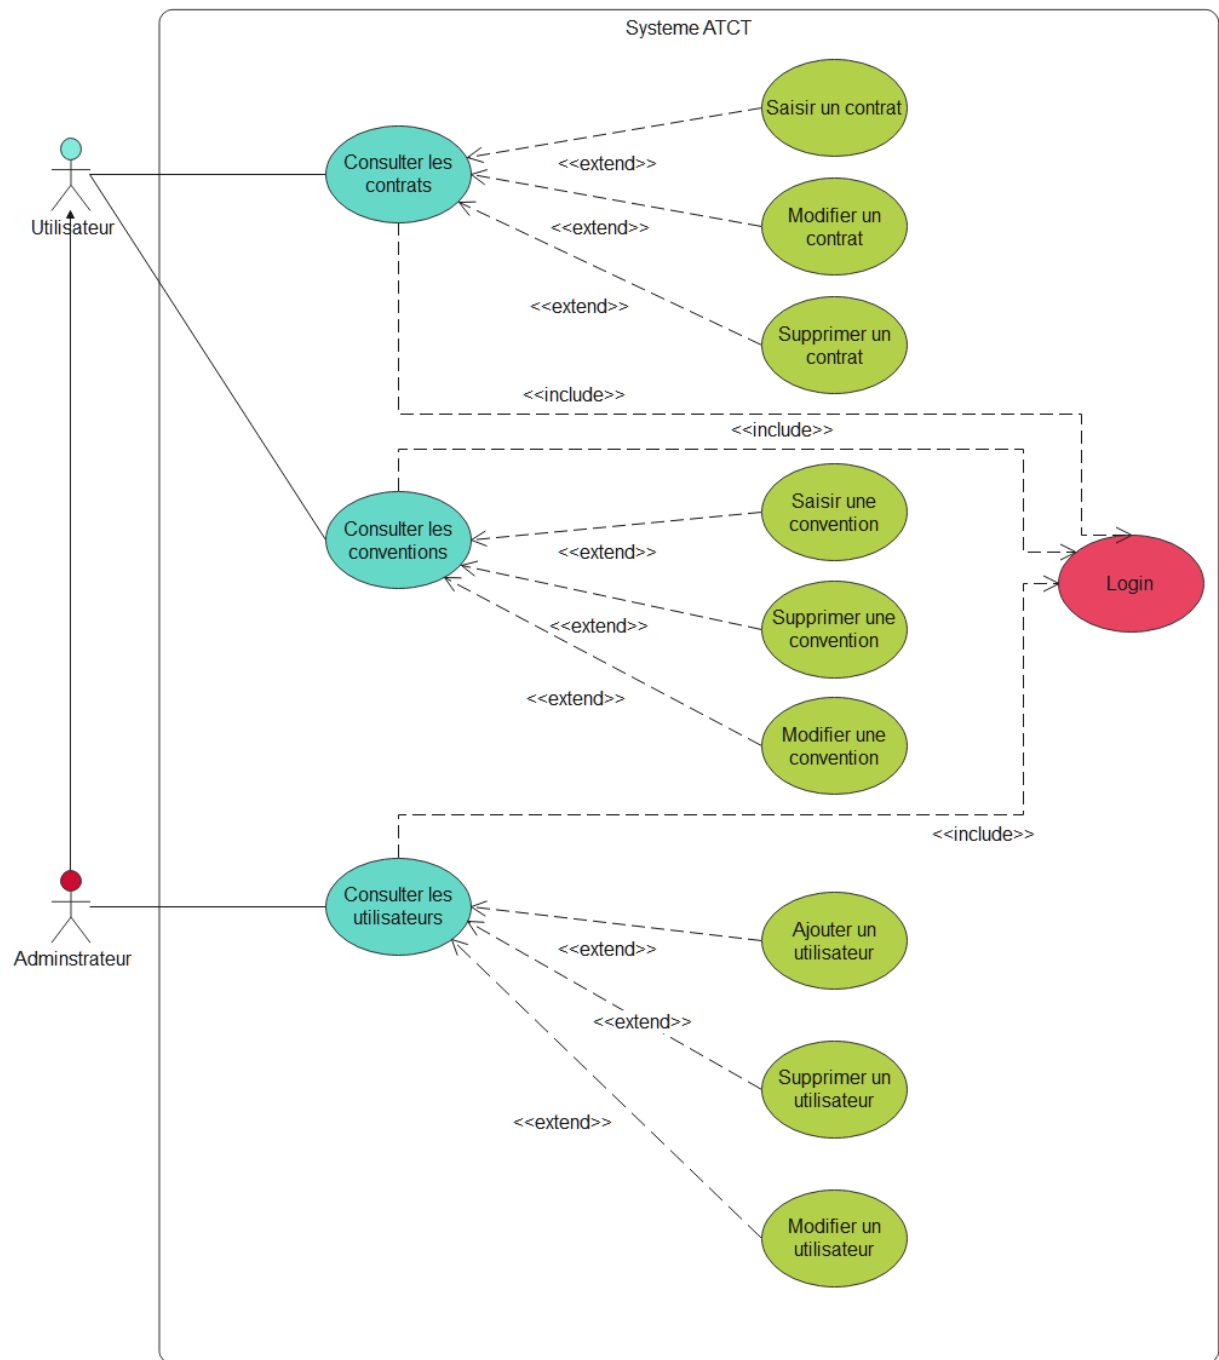 Systeme ATCT
Saisir un contrat
Consulter les
contrats
<<extend>>
Utilisateur
Modifier un
contrat
<<extend>>
<<extend>>
Supprimer un
contrat
<<include>>
<<include>>
Saisir une
convention
Consulter les
conventions
<<extend>>
Login
Supprimer une
convention
<<extend>>
<<extend>>
Modifier une
convention
<<include>>
Consulter les
utilisateurs
Adminstrateur
Ajouter un
utilisateur
<<extend>>
<<extend>>
Supprimer un
utilisateur
<<extend>>
Modifier un
utilisateur